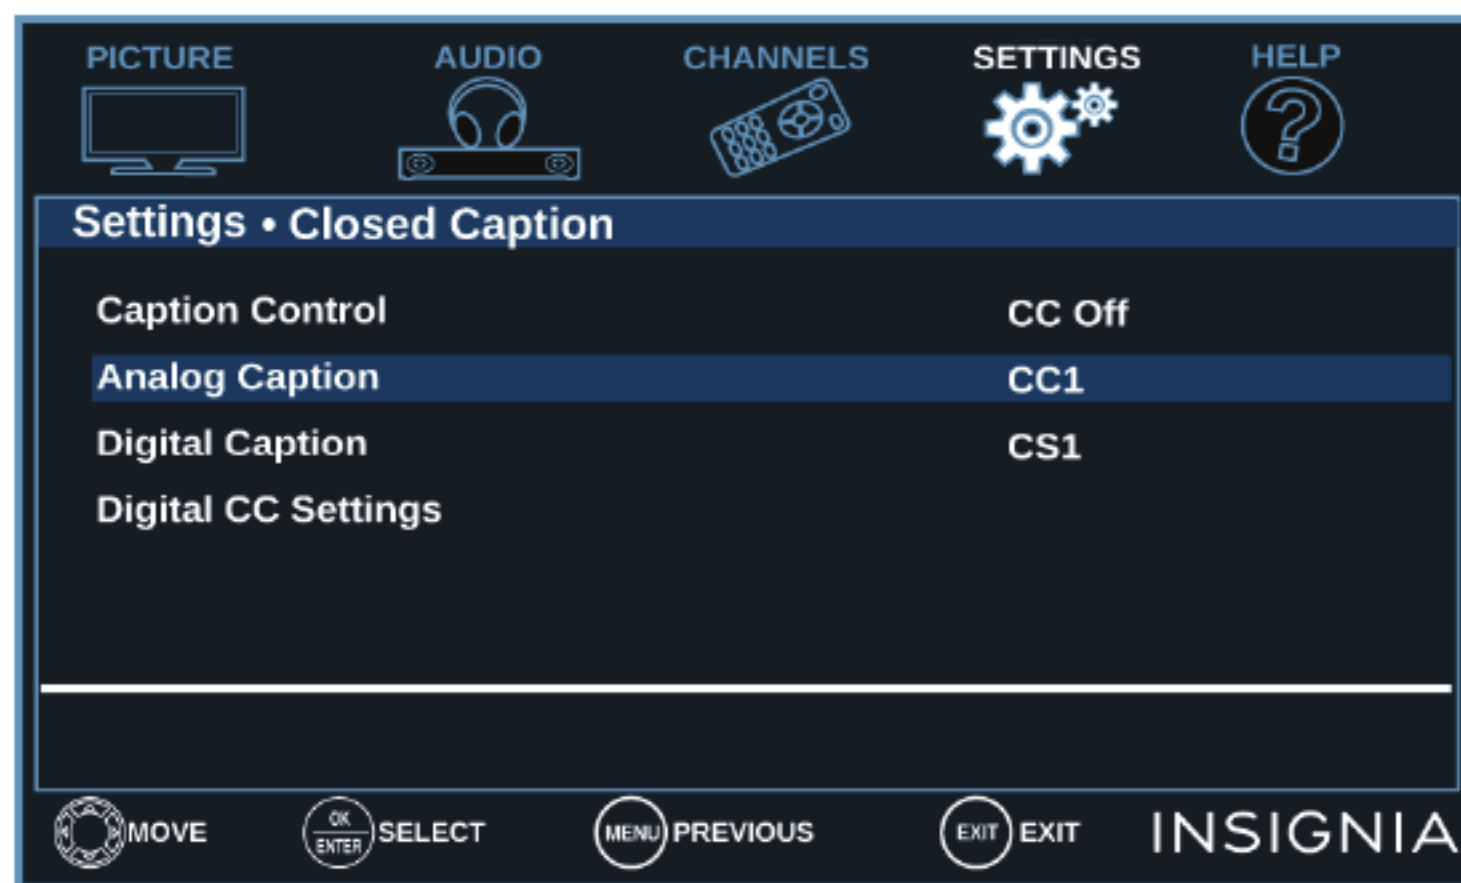 PICTURE AUDIO CHANNELS SETTINGS HELP
?
Settings • Closed Caption
Caption Control CC Off
Analog Caption CC1
Digital Caption CS1
Digital CC Settings
MOVE OK ENTER SELECT MENU PREVIOUS EXIT EXIT INSIGNIA